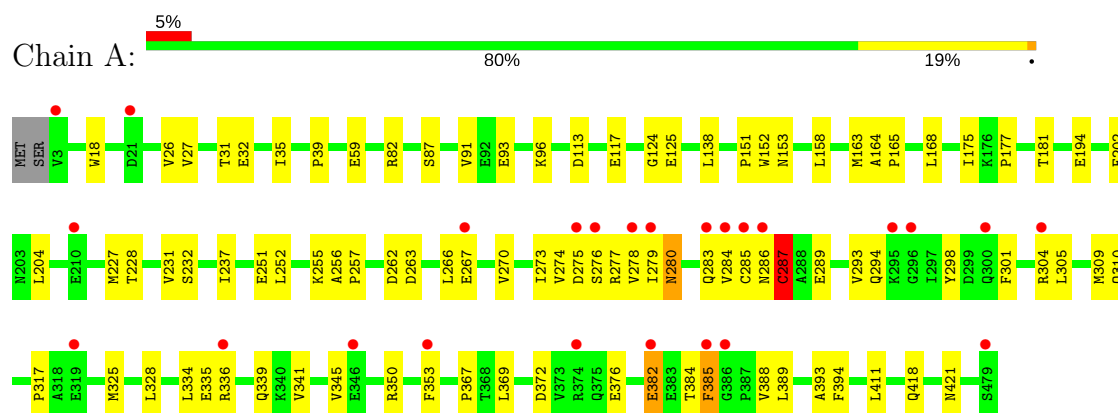 5%
Chain A:
80% 19% •
MET SER V3 W18 D21 V26 V27 T31 E32 I35 P39 E59 R82 S87 V91 E92 E93 K96 D113 E117 G124 E125 L138 P151 W152 N153 L158 M163 A164 P165 L168 I175 K176 P177 T181 E194
N203 L204 E210 M227 T228 V231 S232 I237 E251 L252 K255 A256 P257 D262 D263 L266 E267 V270 I273 V274 D275 S276 R277 V278 I279 N280 Q283 V284 C285 N286 C287 A288 E289 V293 Q294 K295 G296 I297 Y298 D299 Q300 F301 R304 L305 M309
P317 A318 E319 M325 L328 L334 E335 R336 Q339 K340 V341 V345 E346 R350 F353 P367 T368 L369 D372 V373 R374 Q375 E376 E382 E383 T384 F385 G386 P387 V388 L389 A393 F394 L411 Q418 N421 S479